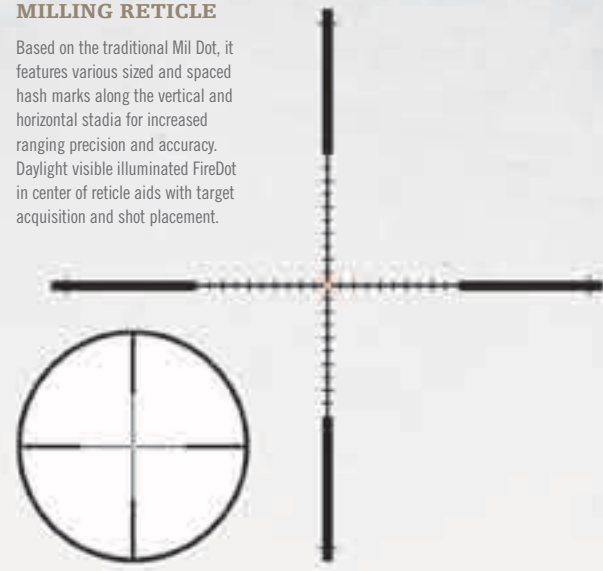 MILLING RETICLE
Based on the traditional Mil Dot, it
features various sized and spaced
hash marks along the vertical and
horizontal stadia for increased
ranging precision and accuracy.
Daylight visible illuminated FireDot
in center of reticle aids with target
acquisition and shot placement.